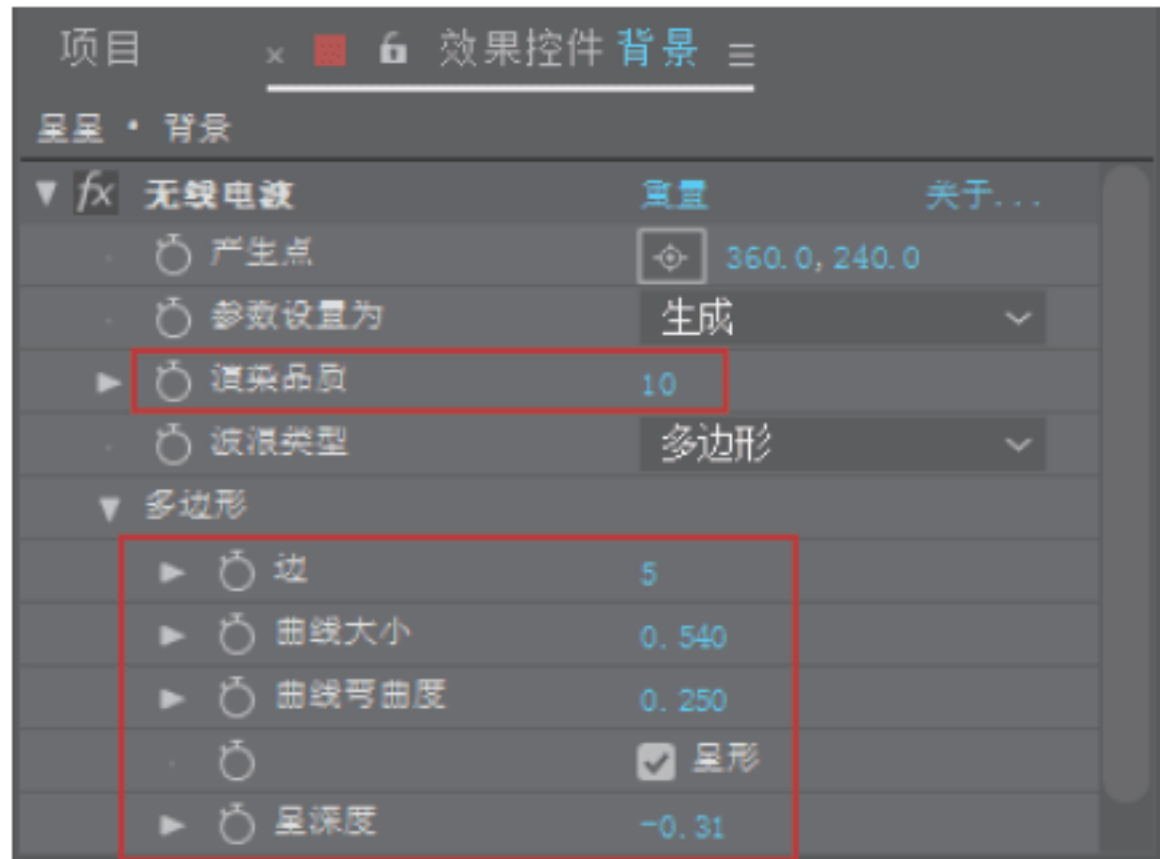 项目 × 效果控件 背景 ≡
星星 • 背景
fx 无线电波 重置 关于...
产生点 360.0,240.0
参数设置为 生成
渲染品质 10
波浪类型 多边形
多边形
边 5
曲线大小 0.540
曲线弯曲度 0.250
星形
星深度 -0.31